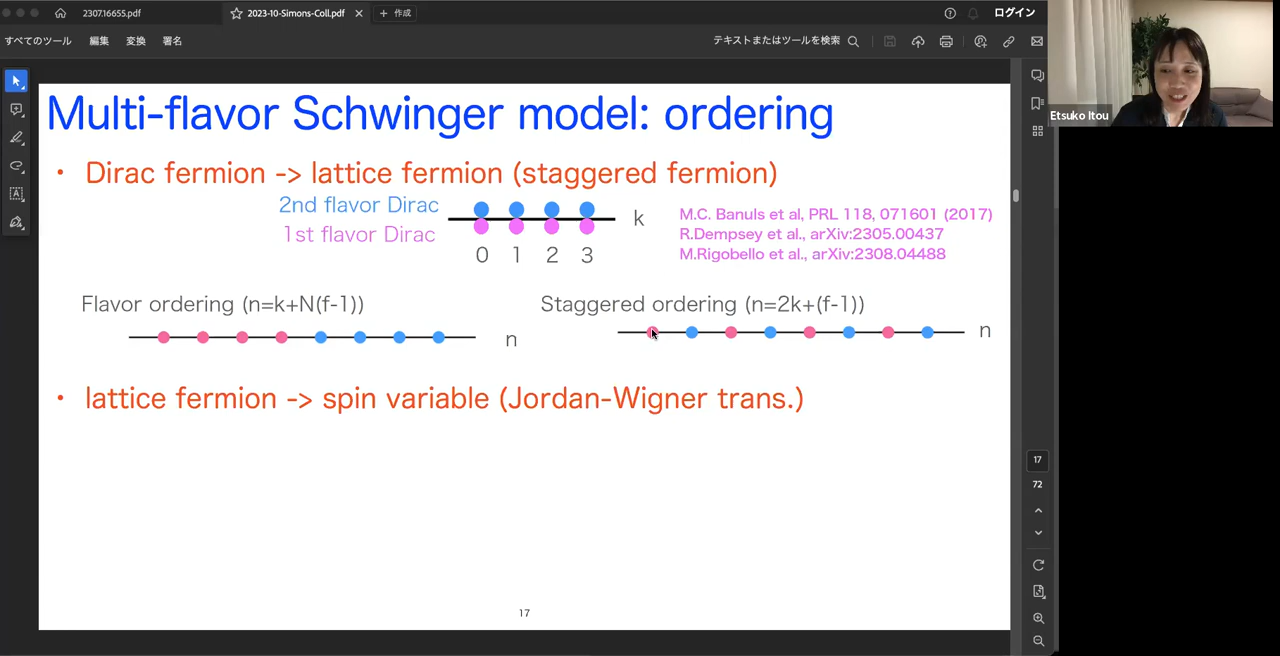 2307.16655.pdf
2023-10-Simons-Coll.pdf
作成
ログイン
すべてのツール
編集
変換
署名
テキストまたはツールを検索
Etsuko Itou
Multi-flavor Schwinger model: ordering
• Dirac fermion -> lattice fermion (staggered fermion)
2nd flavor Dirac
1st flavor Dirac
k
0 1 2 3
M.C. Banuls et al, PRL 118, 071601 (2017)
R.Dempsey et al., arXiv:2305.00437
M.Rigobello et al., arXiv:2308.04488
Flavor ordering (n=k+N(f-1))
n
Staggered ordering (n=2k+(f-1))
n
• lattice fermion -> spin variable (Jordan-Wigner trans.)
17
17
72